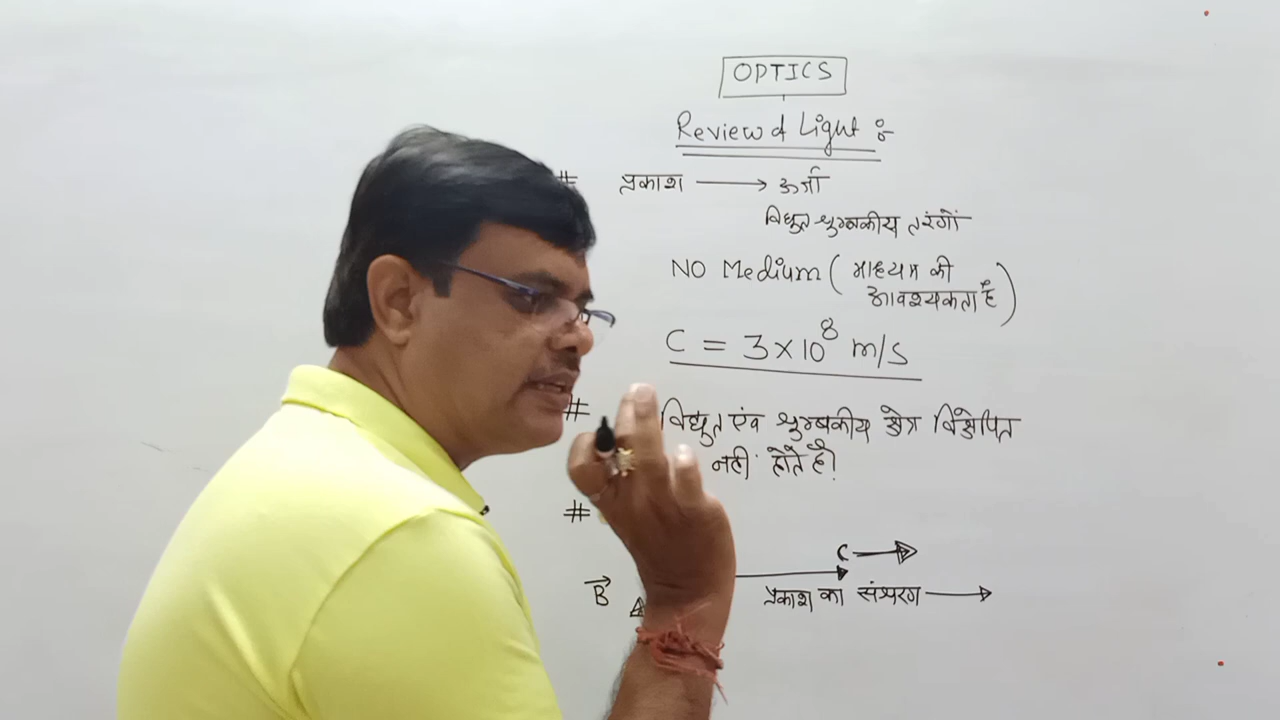 OPTICS
Review of Light :-
# प्रकाश → ऊर्जा
विद्युत चुम्बकीय तरंगों
NO Medium ( माध्यम की
आवश्यकता है )
C = 3×10⁸ m/s
# विद्युत एंव चुम्बकीय क्षेत्र विक्षेपित
नहीं होते है?
#
C →
B⃗ प्रकाश का संचरण →